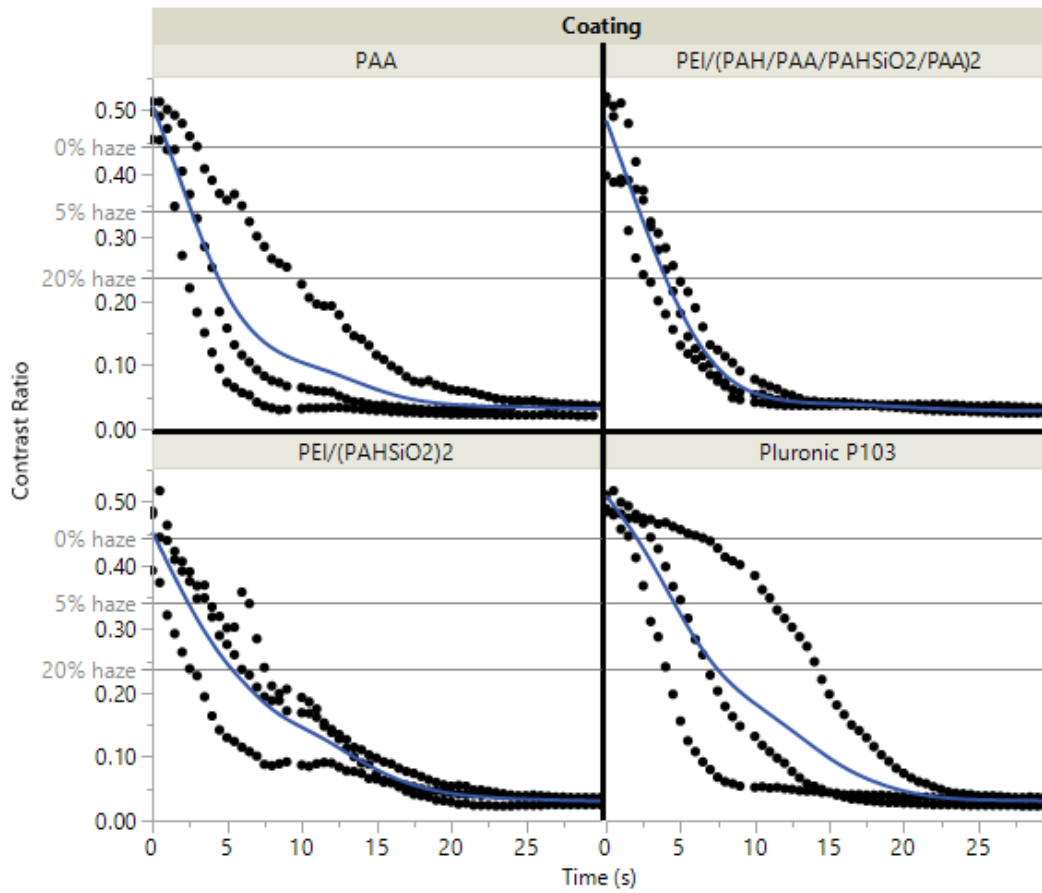 Coating
PAA
PEI/(PAH/PAA/PAHSiO2/PAA)2
0.50
0% haze
0.40
5% haze
0.30
20% haze
0.20
0.10
0.00
Contrast Ratio
PEI/(PAHSiO2)2
Pluronic P103
0.50
0% haze
0.40
5% haze
0.30
20% haze
0.20
0.10
0.00
0 5 10 15 20 25 0 5 10 15 20 25
Time (s)